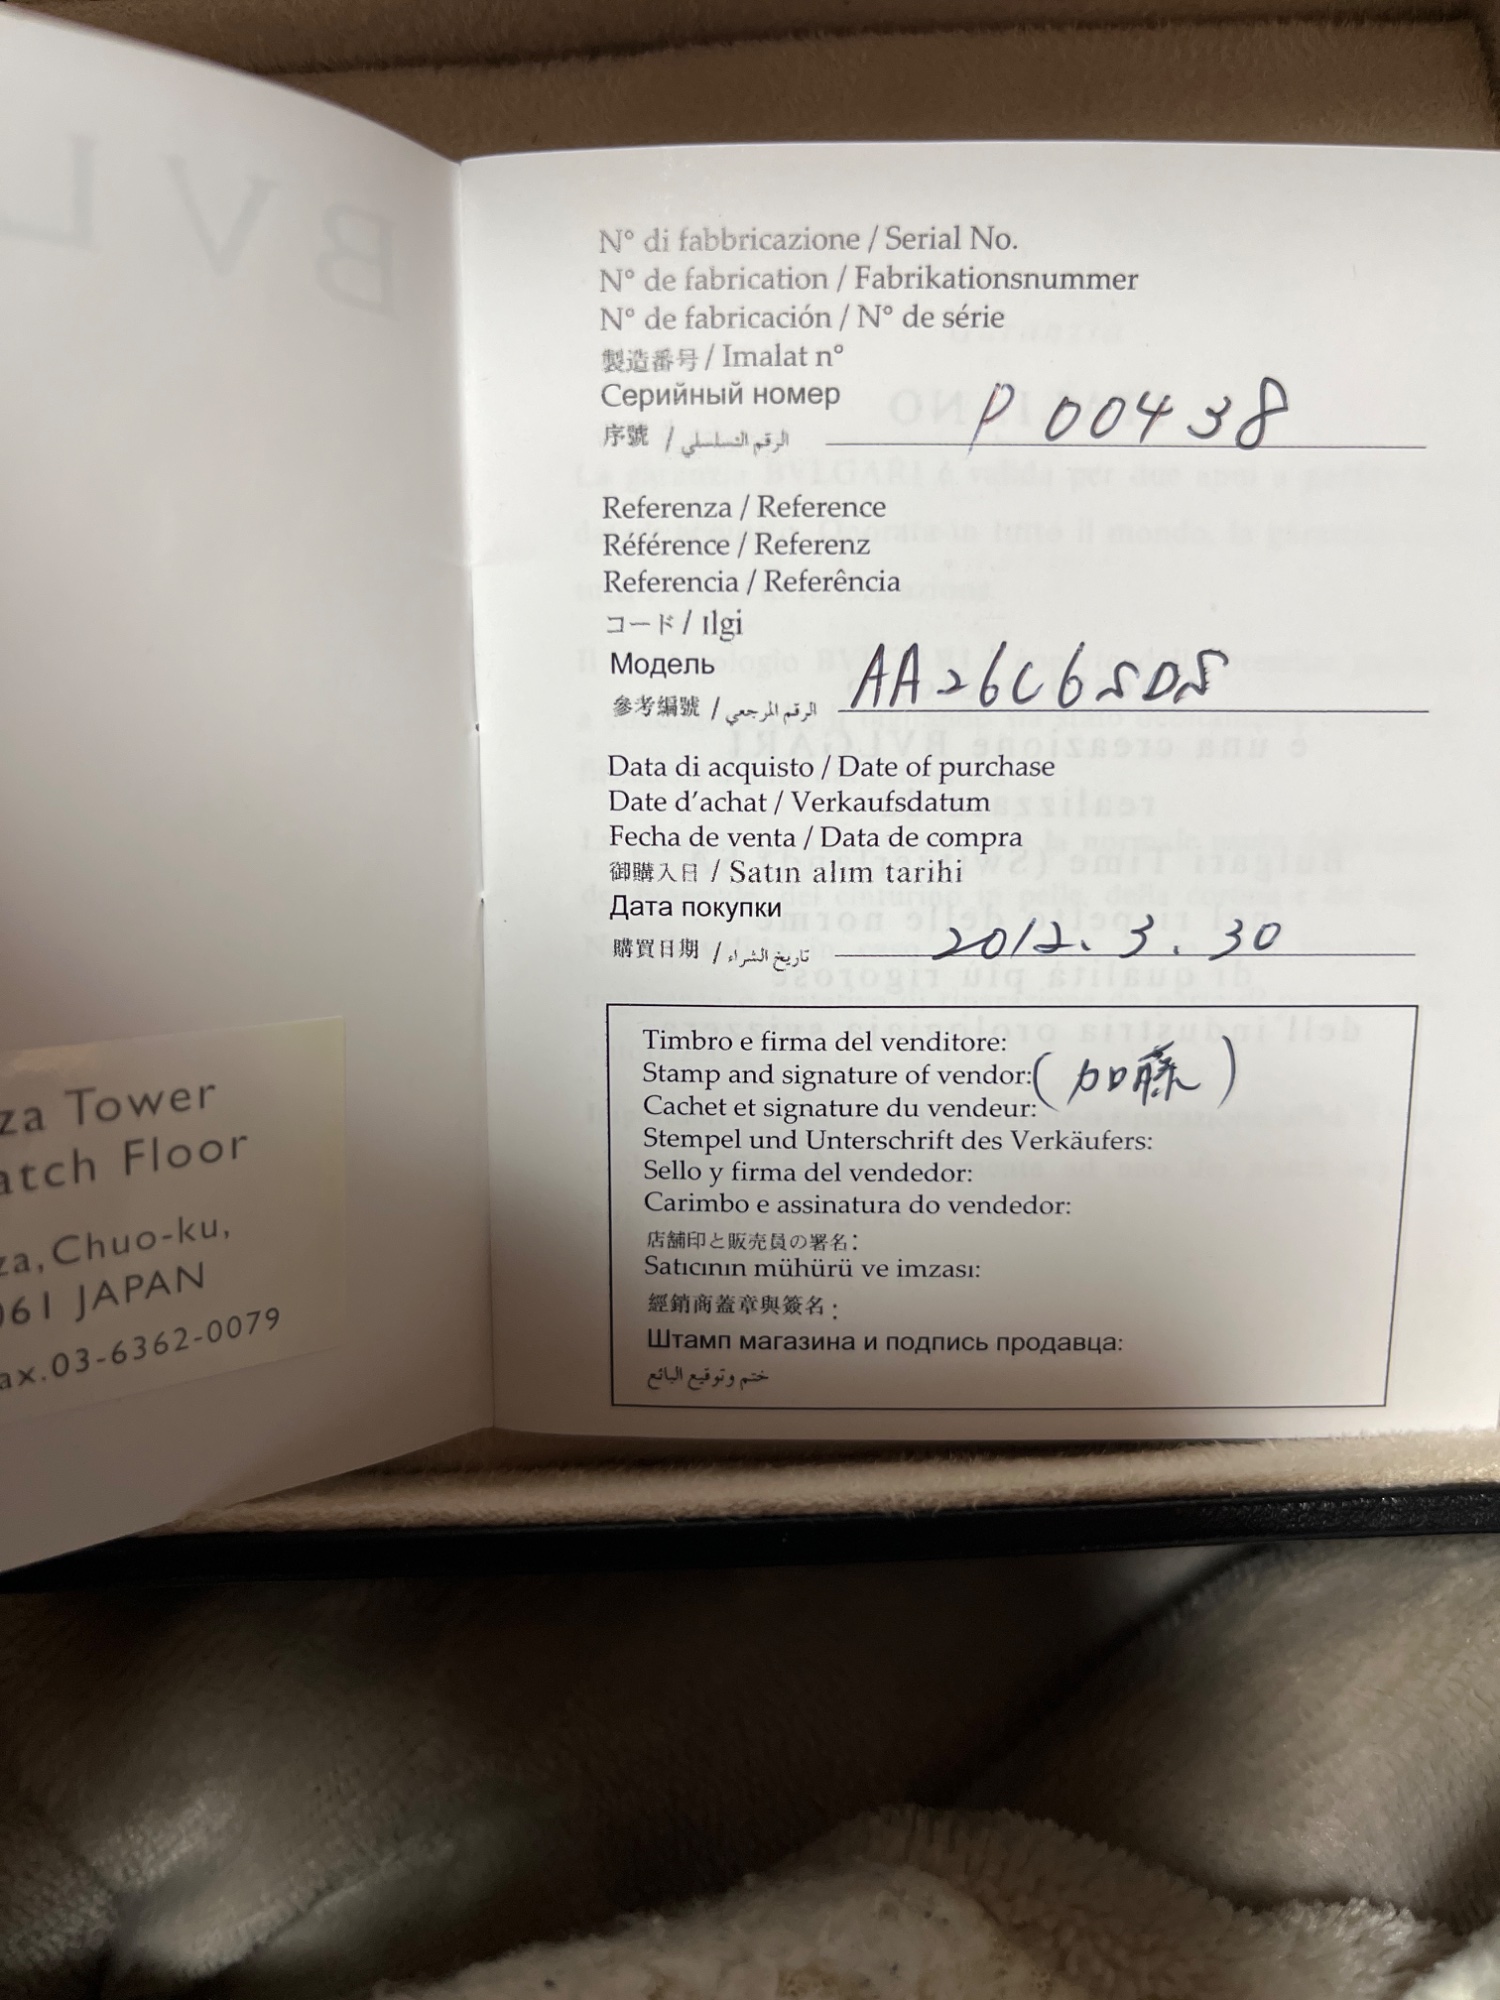 BVL
za Tower
atch Floor
za, Chuo-ku,
061 JAPAN
ax.03-6362-0079
N° di fabbricazione / Serial No.
N° de fabrication / Fabrikationsnummer
N° de fabricación / N° de série
製造番号 / Imalat n°
Серийный номер
序號 / الرقم التسلسلي P 00438
Referenza / Reference
Référence / Referenz
Referencia / Referência
コード / ılgi
Модель
參考編號 / الرقم المرجعي AA26C6SDS
Data di acquisto / Date of purchase
Date d'achat / Verkaufsdatum
Fecha de venta / Data de compra
御購入日 / Satın alım tarihi
Дата покупки
購買日期 / تاريخ الشراء 2012. 3. 30
Timbro e firma del venditore:
Stamp and signature of vendor: (加藤)
Cachet et signature du vendeur:
Stempel und Unterschrift des Verkäufers:
Sello y firma del vendedor:
Carimbo e assinatura do vendedor:
店舗印と販売員の署名:
Satıcının mühürü ve imzası:
經銷商蓋章與簽名:
Штамп магазина и подпись продавца:
ختم وتوقيع البائع